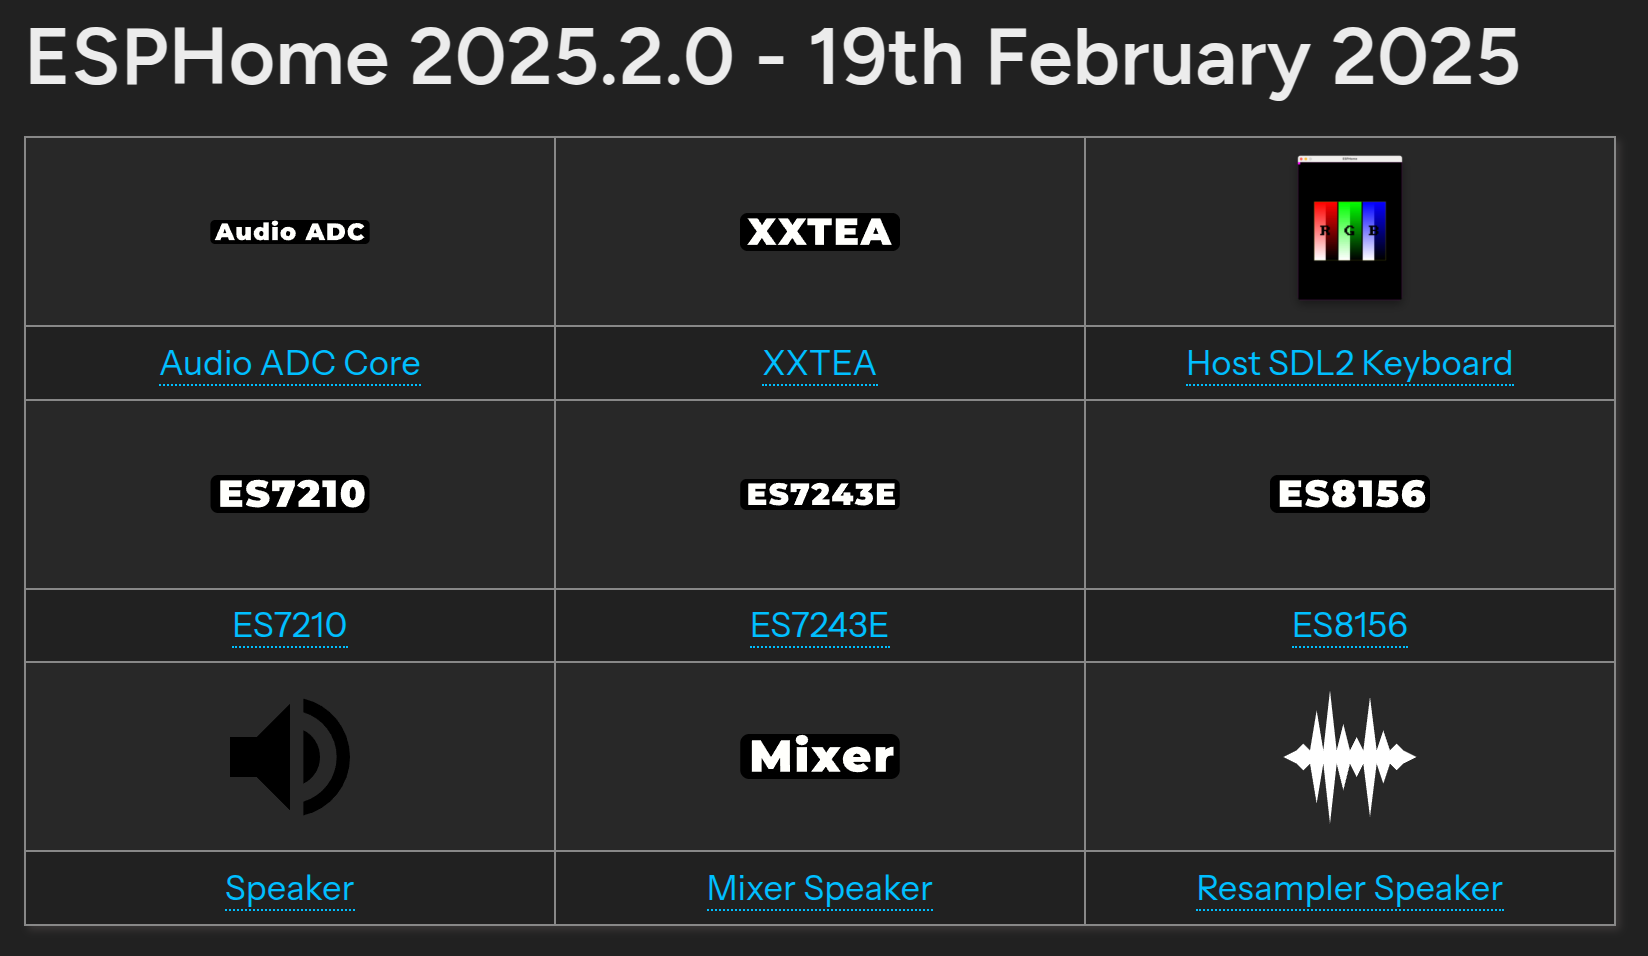 ESPHome 2025.2.0 - 19th February 2025
Audio ADC
XXTEA
R G B
Audio ADC Core
XXTEA
Host SDL2 Keyboard
ES7210
ES7243E
ES8156
ES7210
ES7243E
ES8156
Mixer
Speaker
Mixer Speaker
Resampler Speaker